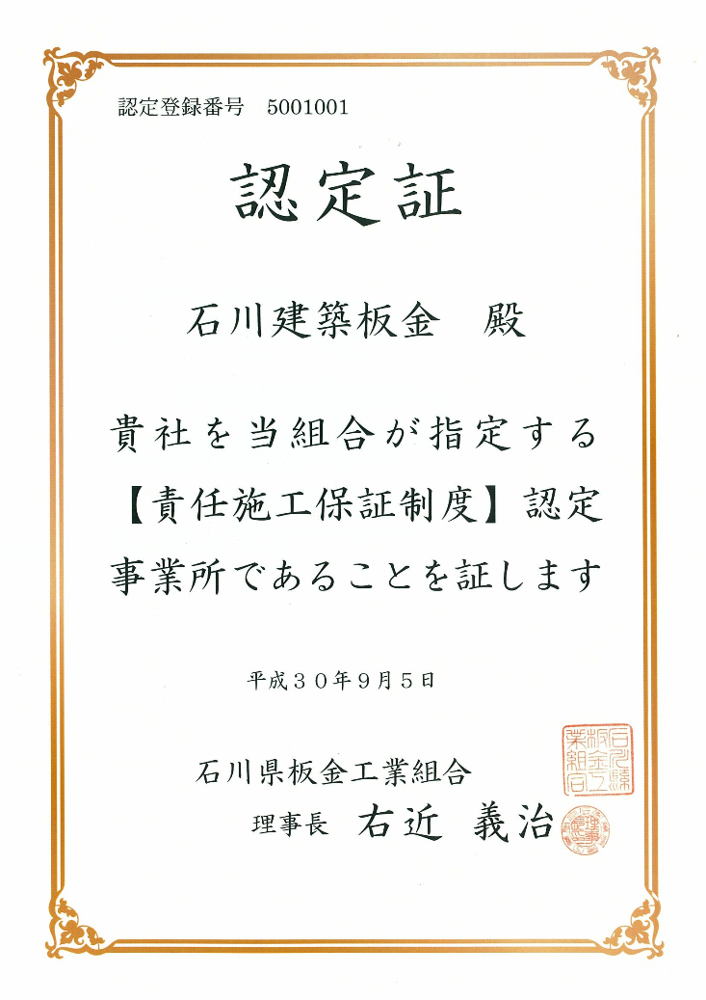 認定登録番号　5001001
認定証
石川建築板金　殿
貴社を当組合が指定する
【責任施工保証制度】認定
事業所であることを証します
平成３０年９月５日
石川県板金工業組合
理事長　右近　義治